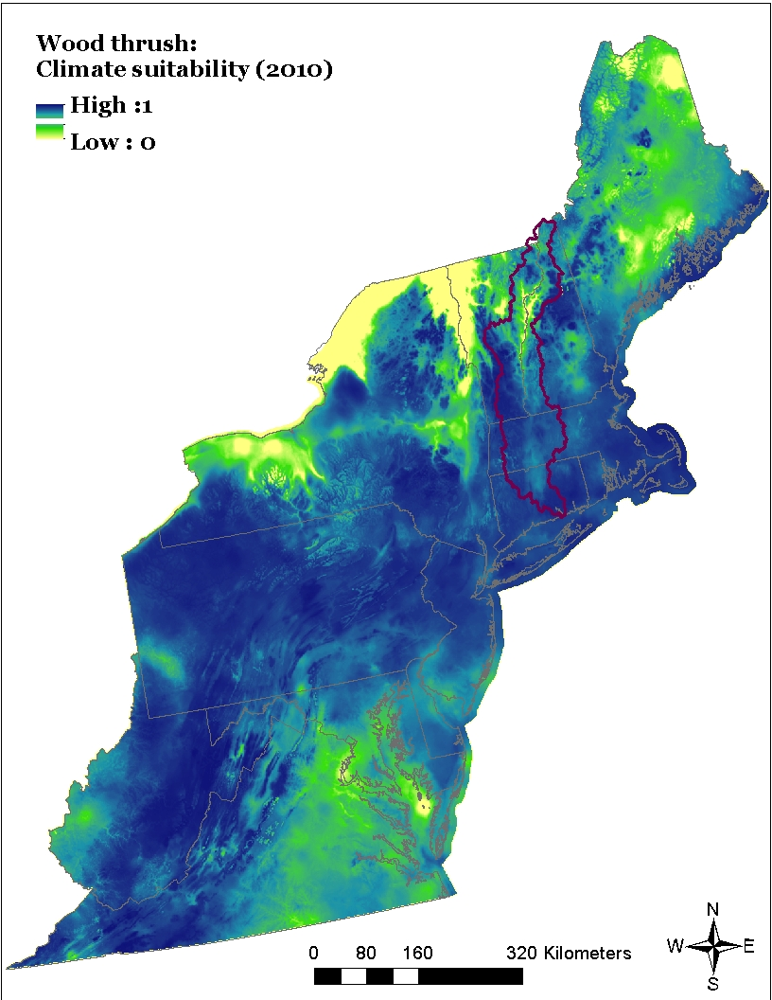 Wood thrush:
Climate suitability (2010)
High :1
Low : 0
N
W E
S
0 80 160 320 Kilometers